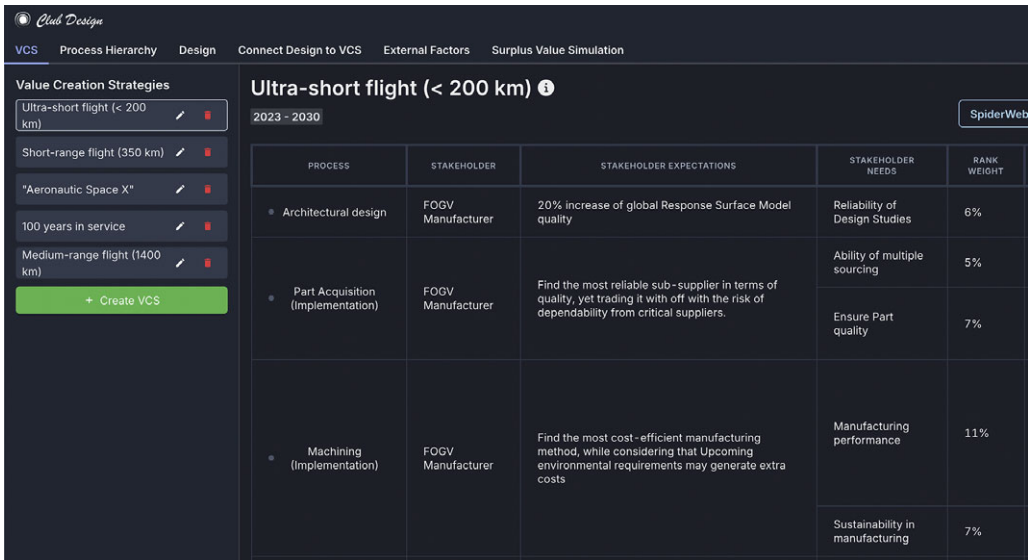 Club Design
VCS Process Hierarchy Design Connect Design to VCS External Factors Surplus Value Simulation
Value Creation Strategies
Ultra-short flight (< 200
km)
Short-range flight (350 km)
"Aeronautic Space X"
100 years in service
Medium-range flight (1400
km)
+ Create VCS
Ultra-short flight (< 200 km)
2023 - 2030
SpiderWeb
PROCESS
STAKEHOLDER
STAKEHOLDER EXPECTATIONS
STAKEHOLDER
NEEDS
RANK
WEIGHT
Architectural design
FOGV
Manufacturer
20% increase of global Response Surface Model
quality
Reliability of
Design Studies
6%
Part Acquisition
(Implementation)
FOGV
Manufacturer
Find the most reliable sub-supplier in terms of
quality, yet trading it with off with the risk of
dependability from critical suppliers.
Ability of multiple
sourcing
5%
Ensure Part
quality
7%
Machining
(Implementation)
FOGV
Manufacturer
Find the most cost-efficient manufacturing
method, while considering that Upcoming
environmental requirements may generate extra
costs
Manufacturing
performance
11%
Sustainability in
manufacturing
7%